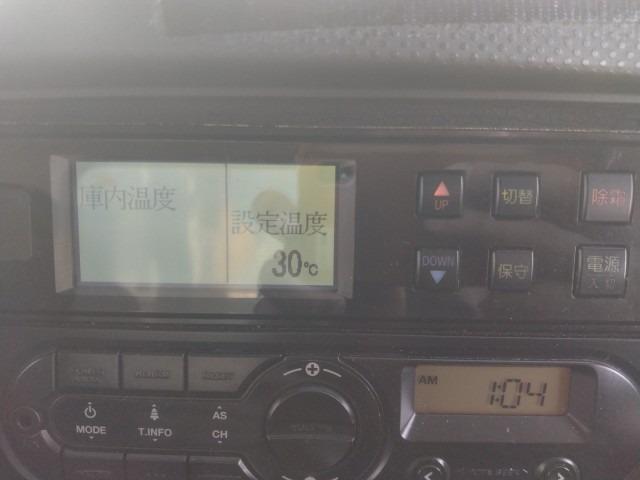 庫内温度
設定温度
30℃
UP
切替
除霜
DOWN
保守
電源
入/切
AM 1:04
MODE
T.INFO
AS
CH